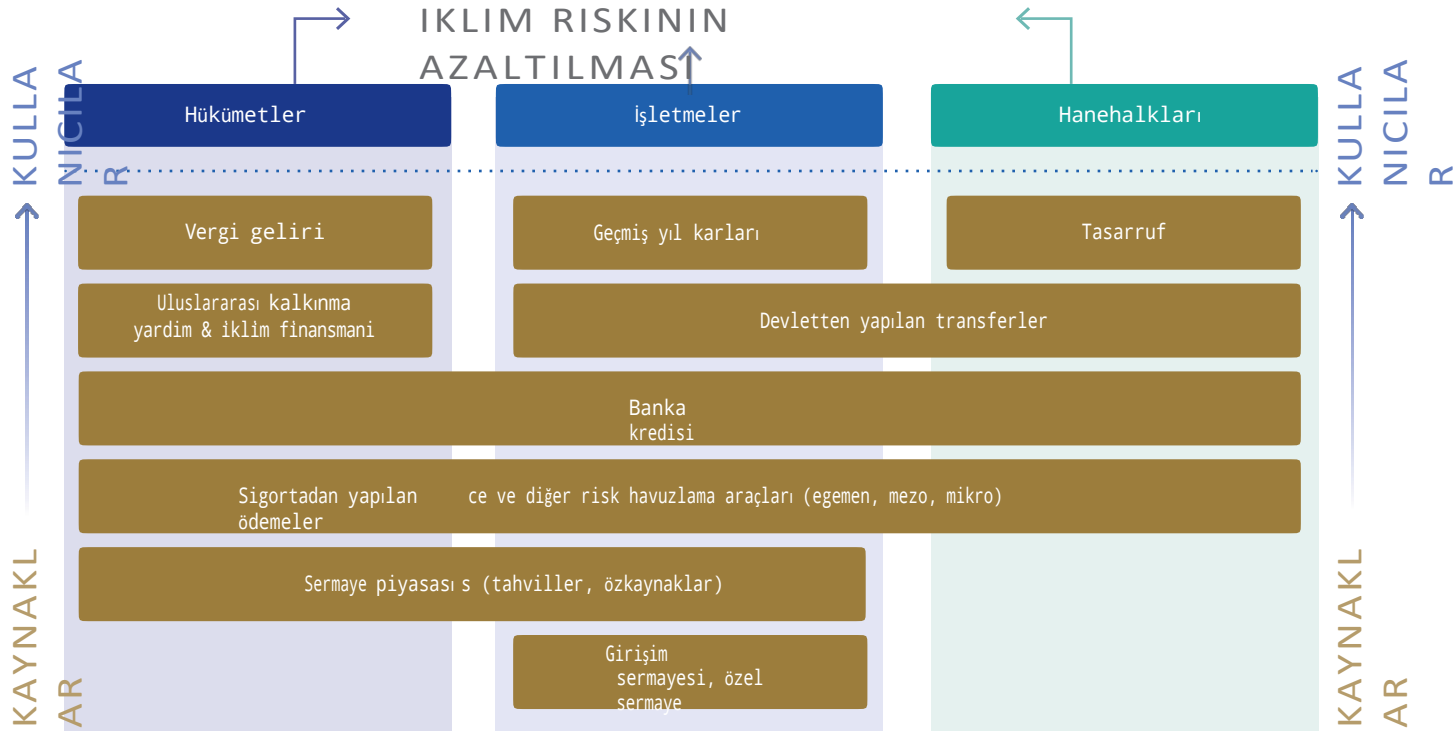 IKLIM RISKININ
AZALTILMASI
KULLA
NICILA
R
Hükümetler
İşletmeler
Hanehalkları
KULLA
NICILA
R
Vergi geliri
Geçmiş yıl karları
Tasarruf
Uluslararası kalkınma
yardim & iklim finansmani
Devletten yapılan transferler
Banka
kredisi
Sigortadan yapılan
ödemeler
ce ve diğer risk havuzlama araçları (egemen, mezo, mikro)
Sermaye piyasası s (tahviller, özkaynaklar)
Girişim
sermayesi, özel
sermaye
KAYNAKL
AR
KAYNAKL
AR